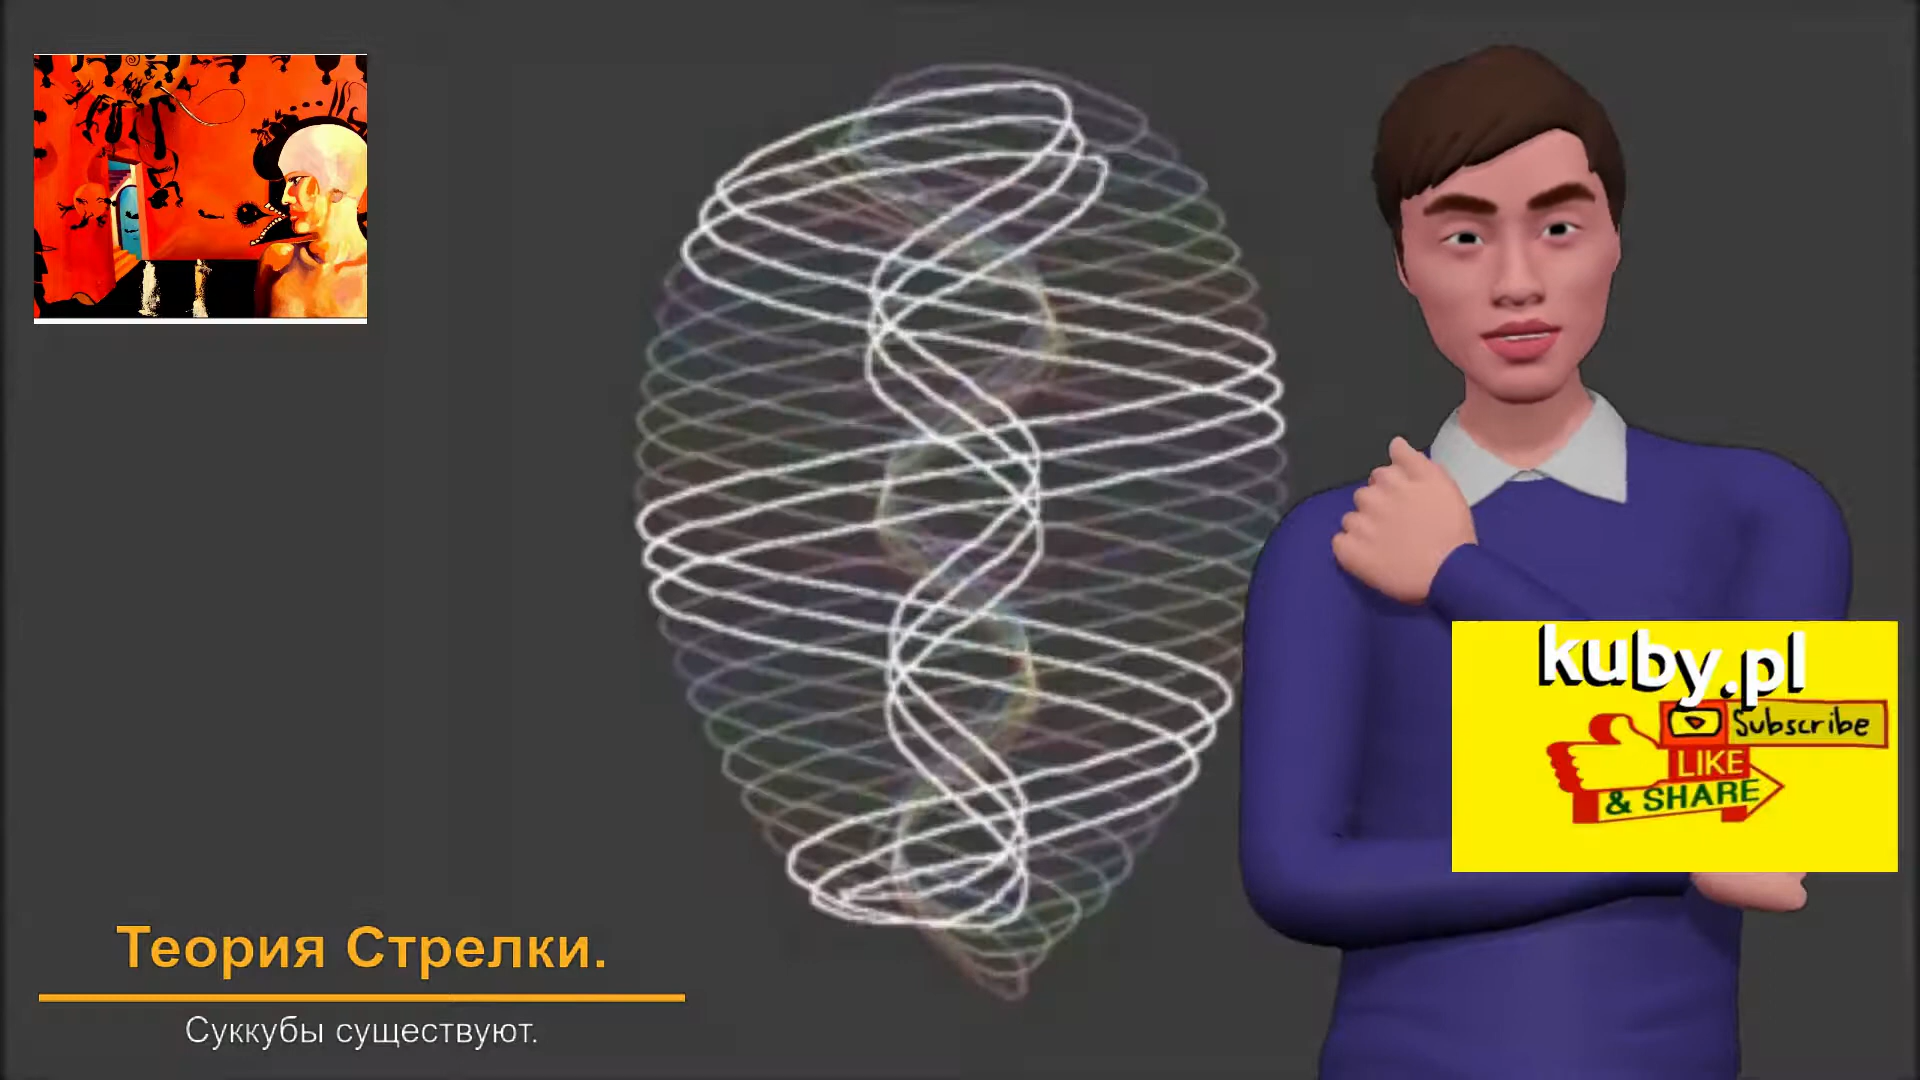 kuby.pl
Subscribe
LIKE
& SHARE
Теория Стрелки.
Суккубы существуют.